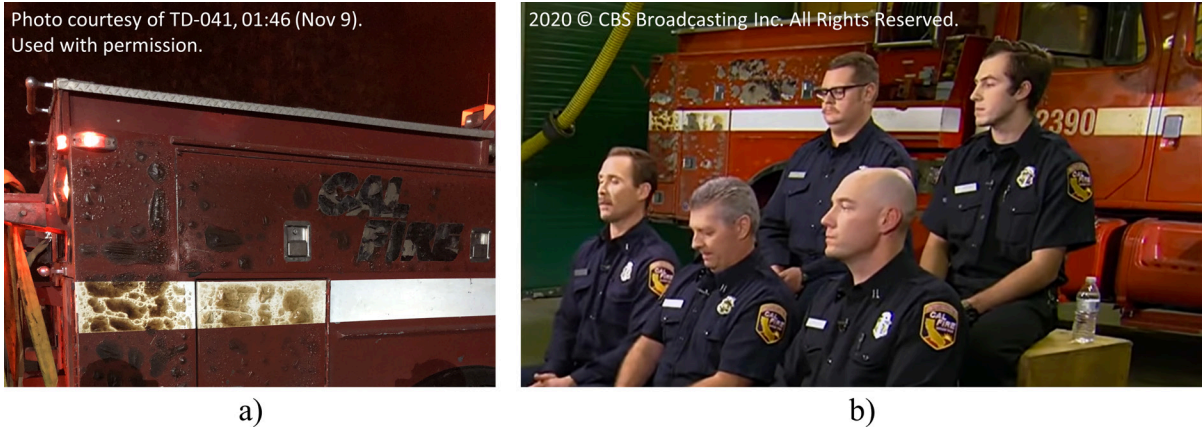 Photo courtesy of TD-041, 01:46 (Nov 9).
Used with permission.
CAL
FIRE
a)
2020 © CBS Broadcasting Inc. All Rights Reserved.
2390
CAL
FIRE
CAL
FIRE
b)